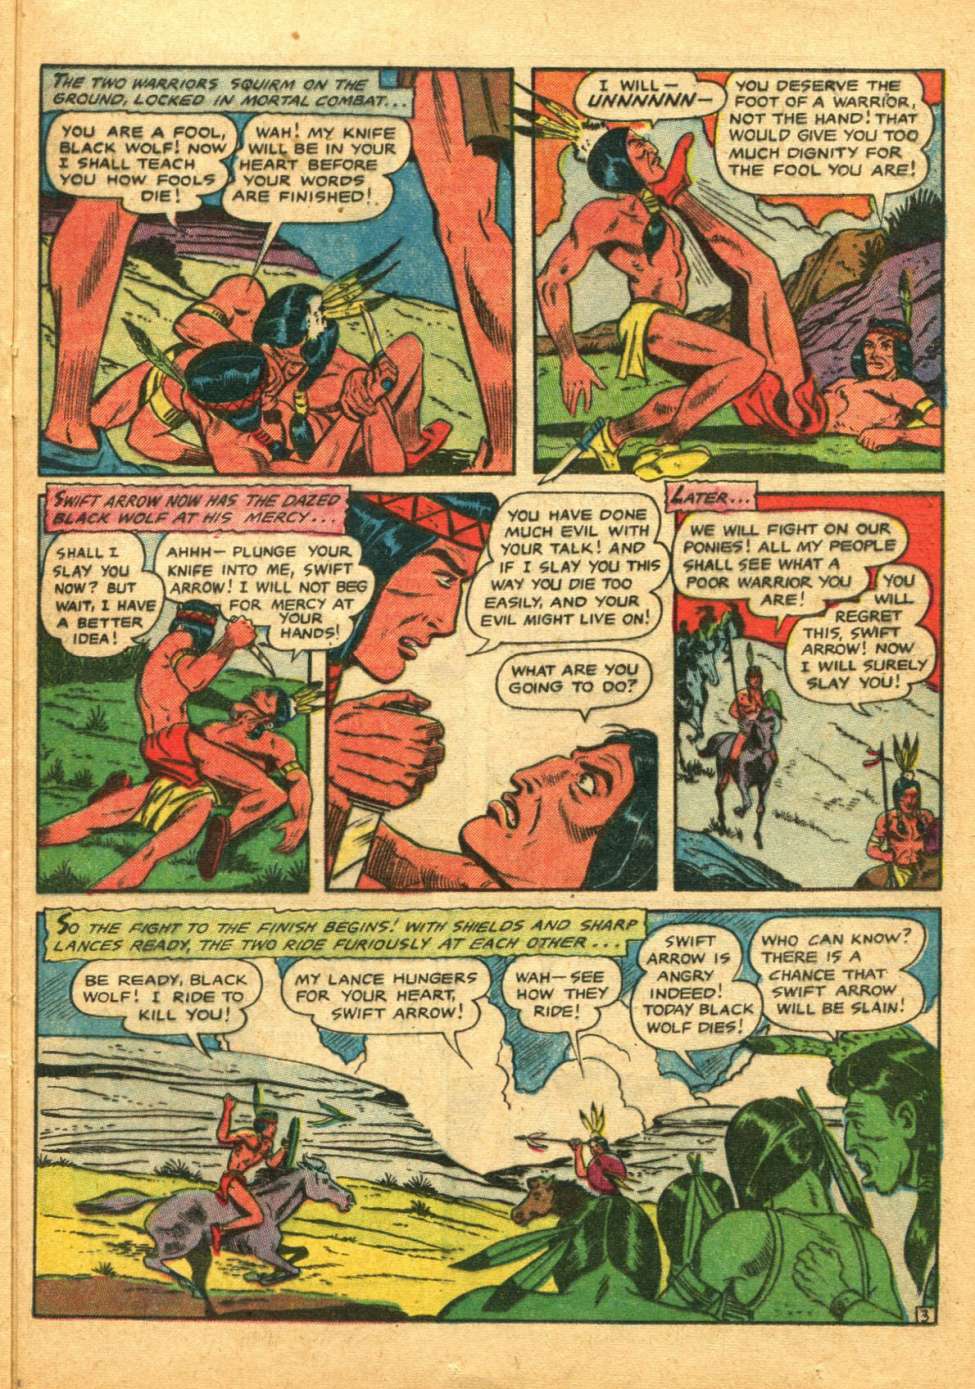 THE TWO WARRIORS SQUIRM ON THE
GROUND, LOCKED IN MORTAL COMBAT...
YOU ARE A FOOL,
BLACK WOLF! NOW
I SHALL TEACH
YOU HOW FOOLS
DIE!
WAH! MY KNIFE
WILL BE IN YOUR
HEART BEFORE
YOUR WORDS
ARE FINISHED!
I WILL—
UNNNNNN—
YOU DESERVE THE
FOOT OF A WARRIOR,
NOT THE HAND! THAT
WOULD GIVE YOU TOO
MUCH DIGNITY FOR
THE FOOL YOU ARE!
SWIFT ARROW NOW HAS THE DAZED
BLACK WOLF AT HIS MERCY...
SHALL I
SLAY YOU
NOW? BUT
WAIT, I HAVE
A BETTER
IDEA!
AHHH— PLUNGE YOUR
KNIFE INTO ME, SWIFT
ARROW! I WILL NOT BEG
FOR MERCY AT
YOUR
HANDS!
YOU HAVE DONE
MUCH EVIL WITH
YOUR TALK! AND
IF I SLAY YOU THIS
WAY YOU DIE TOO
EASILY, AND YOUR
EVIL MIGHT LIVE ON!
WHAT ARE YOU
GOING TO DO?
LATER...
WE WILL FIGHT ON OUR
PONIES! ALL MY PEOPLE
SHALL SEE WHAT A
POOR WARRIOR YOU
ARE!
YOU
WILL
REGRET
THIS, SWIFT
ARROW! NOW
I WILL SURELY
SLAY YOU!
SO THE FIGHT TO THE FINISH BEGINS! WITH SHIELDS AND SHARP
LANCES READY, THE TWO RIDE FURIOUSLY AT EACH OTHER...
BE READY, BLACK
WOLF! I RIDE TO
KILL YOU!
MY LANCE HUNGERS
FOR YOUR HEART,
SWIFT ARROW!
WAH—SEE
HOW THEY
RIDE!
SWIFT
ARROW IS
ANGRY
INDEED!
TODAY BLACK
WOLF DIES!
WHO CAN KNOW?
THERE IS A
CHANCE THAT
SWIFT ARROW
WILL BE SLAIN!
3